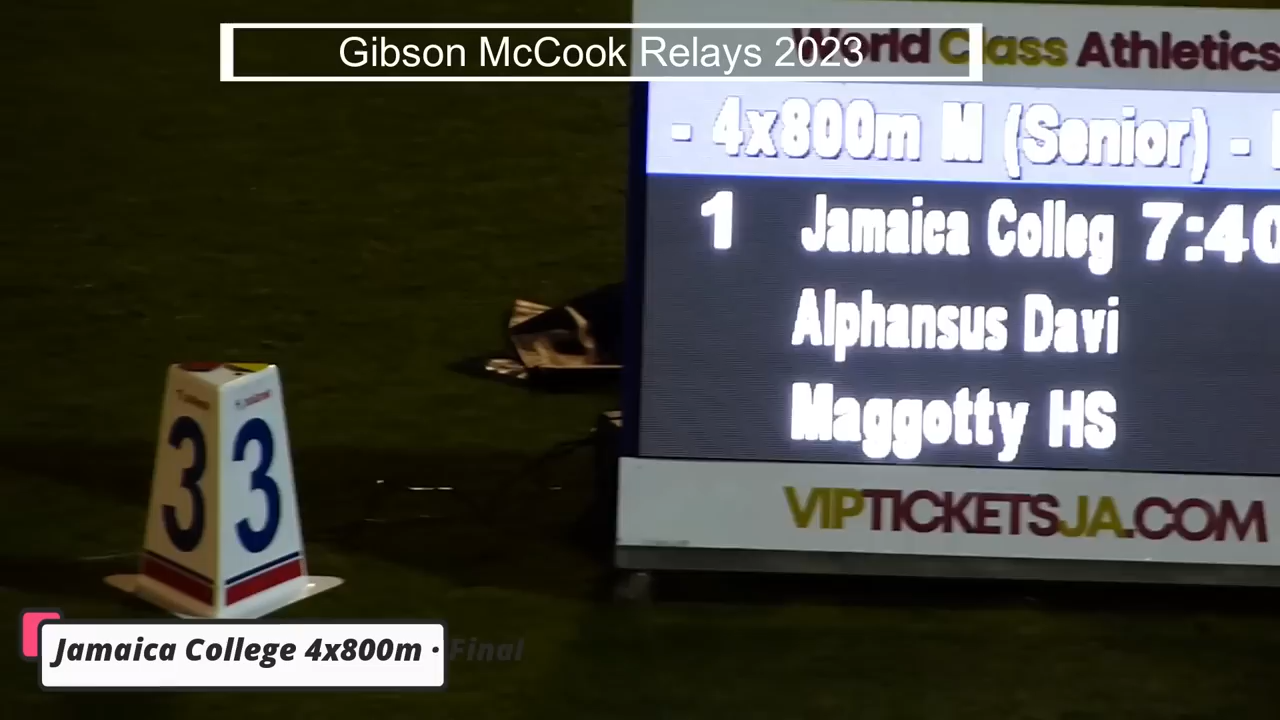 Gibson McCook Relays 2023
World Class Athletics
- 4x800m M (Senior) -
1 Jamaica Colleg 7:40
Alphansus Davi
Maggotty HS
VIPTICKETSJA.COM
3 3
Jamaica College 4x800m · Final